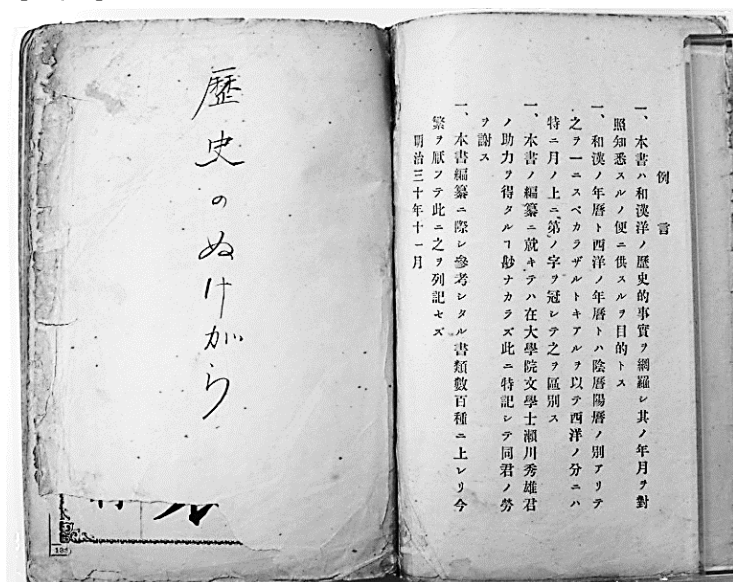 例言
一、本書ハ和漢洋ノ歷史的事實ヲ網羅シ其ノ年月ヲ對
照知悉スルノ便ニ供スルヲ目的トス
一、和漢ノ年曆ト西洋ノ年曆トハ陰曆陽曆ノ別アリテ
之ヲ一ニスベカラザルトキアルヲ以テ西洋ノ分ニハ
特ニ月ノ上ニ第ノ字ヲ冠シテ之ヲ區別ス
一、本書ノ編纂ニ就キテハ在大學院文學士瀨川秀雄君
ノ助力ヲ得タルヿ尠ナカラズ此ニ特記シテ同君ノ勞
ヲ謝ス
一、本書編纂ニ際シ參考シタル書類數百種ニ上レリ今
繁ヲ厭フテ此ニ之ヲ列記セズ
明治三十年十一月
歴史のぬけがら